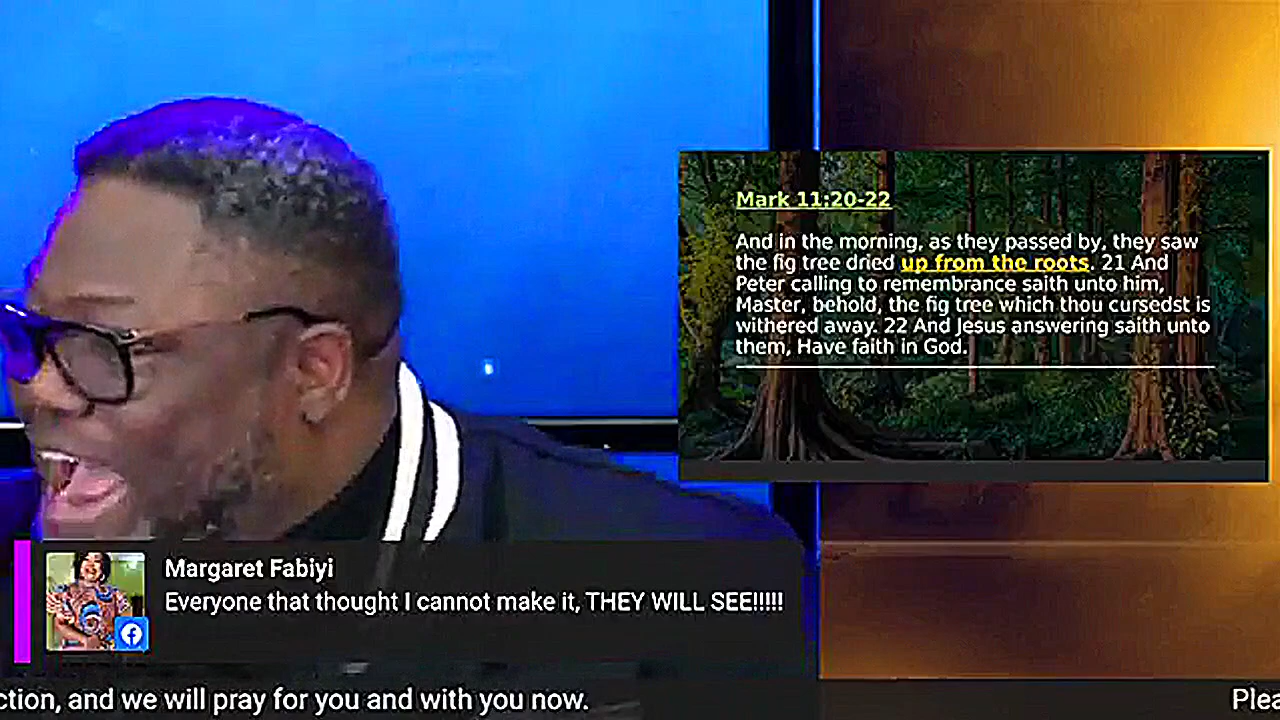 Mark 11:20-22
And in the morning, as they passed by, they saw
the fig tree dried up from the roots. 21 And
Peter calling to remembrance saith unto him,
Master, behold, the fig tree which thou cursedst is
withered away. 22 And Jesus answering saith unto
them, Have faith in God.
Margaret Fabiyi
Everyone that thought I cannot make it, THEY WILL SEE!!!!!
ction, and we will pray for you and with you now.
Plea